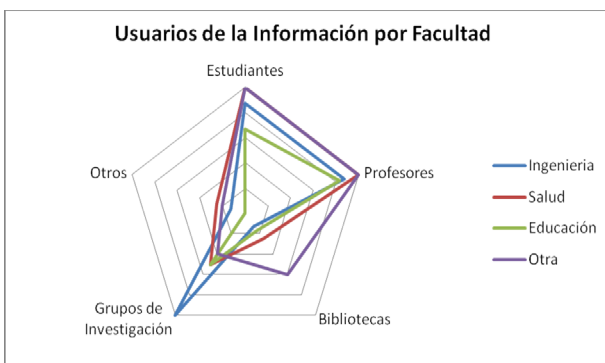 Usuarios de la Información por Facultad
Estudiantes
Otros
Profesores
Grupos de
Investigación
Bibliotecas
Ingenieria
Salud
Educación
Otra